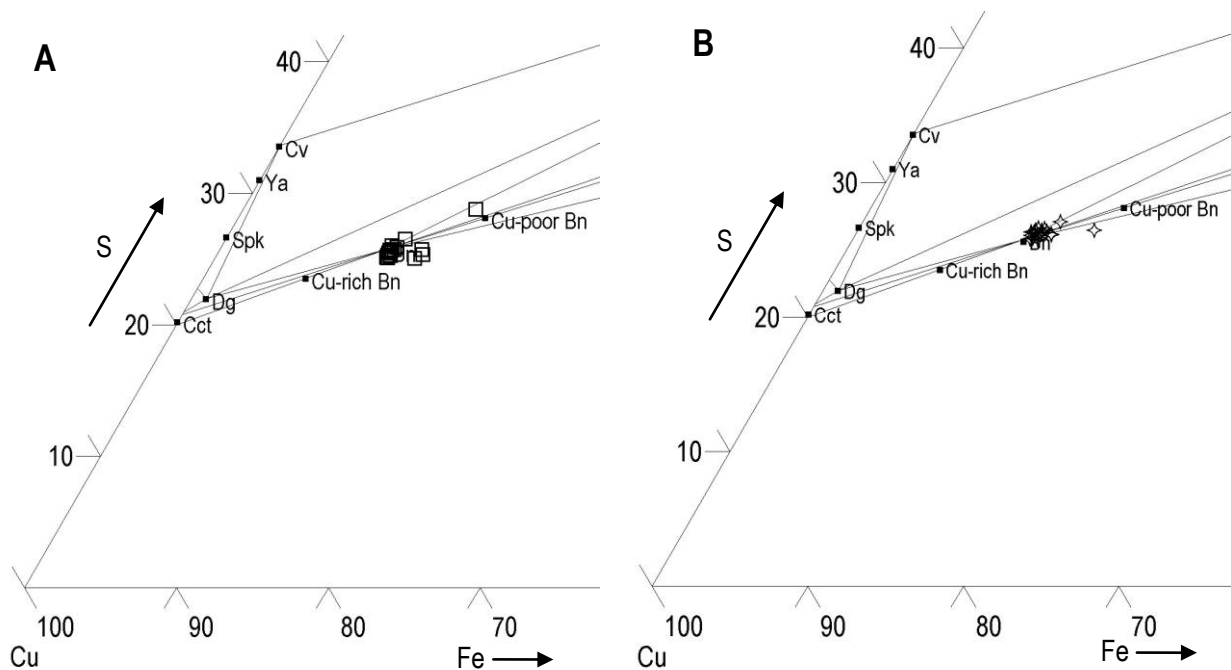 A
40
Cv
Ya
30
S
Spk
Cu-poor Bn
Cu-rich Bn
Dg
20
Cct
10
100
90
80
70
Cu
Fe
B
40
Cv
Ya
30
S
Spk
Cu-poor Bn
Bn
Cu-rich Bn
Dg
20
Cct
10
100
90
80
70
Cu
Fe